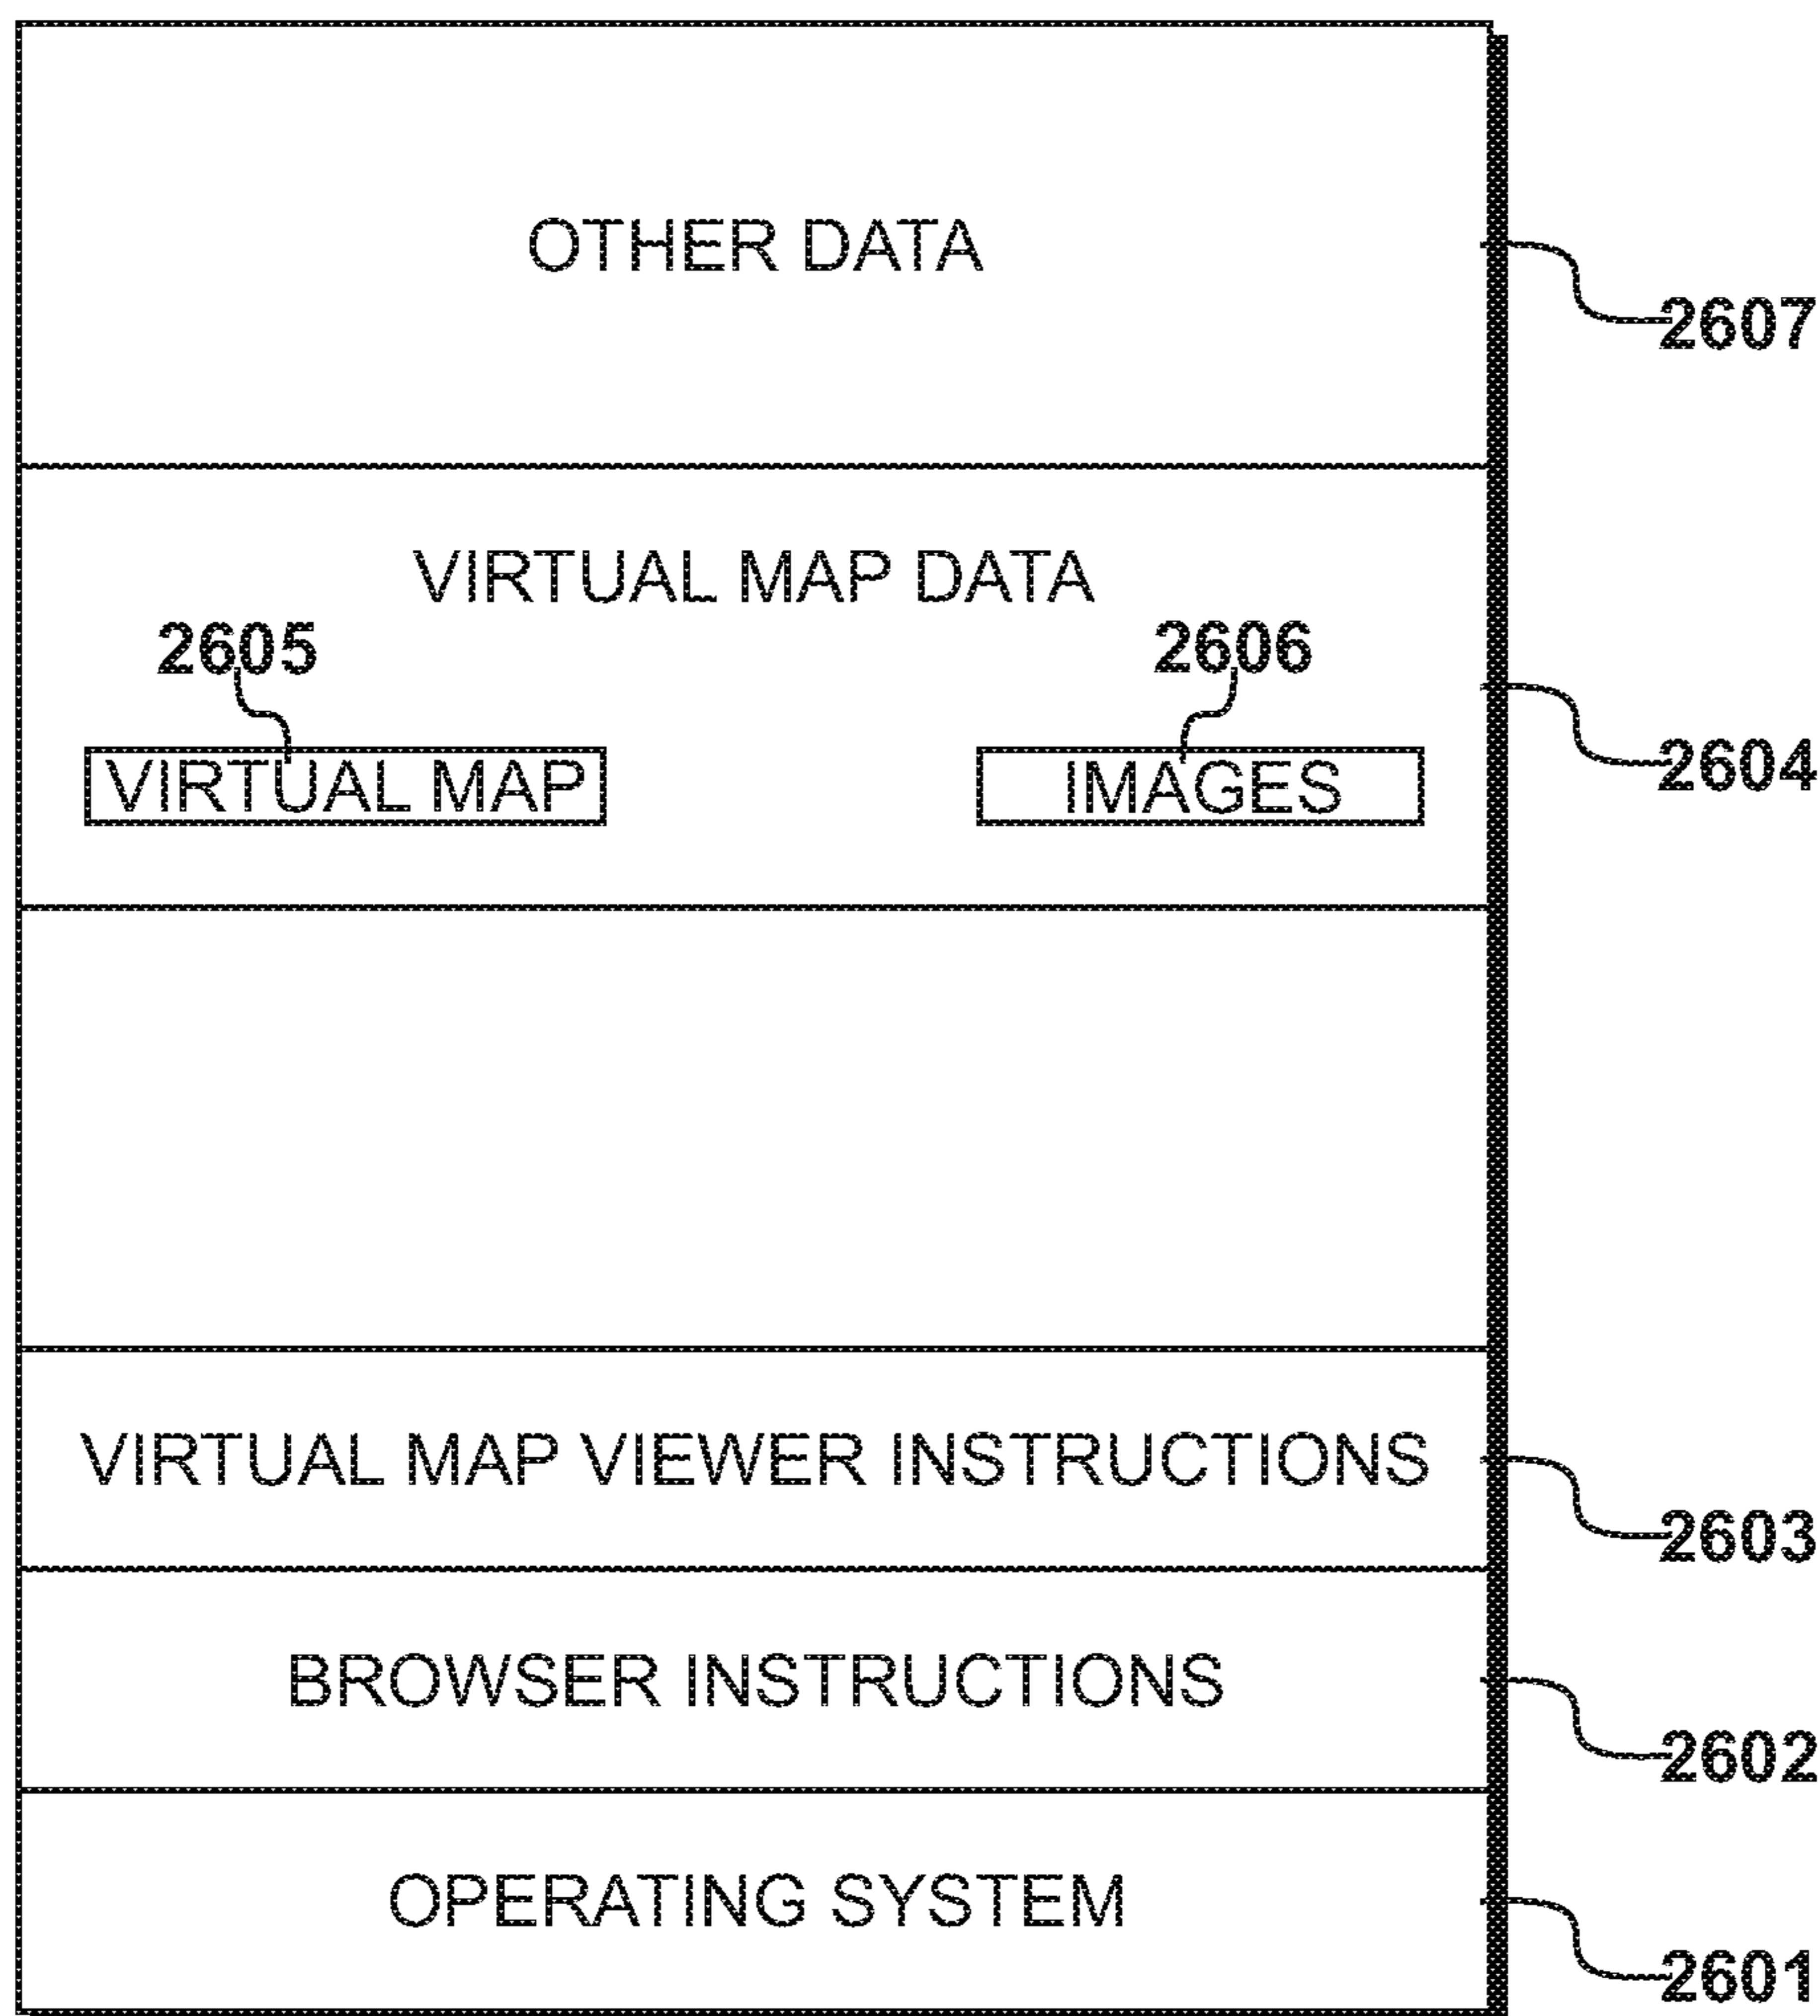 OTHER DATA
2607
VIRTUAL MAP DATA
2605
2606
2604
VIRTUAL MAP
IMAGES
VIRTUAL MAP VIEWER INSTRUCTIONS
2603
BROWSER INSTRUCTIONS
2602
OPERATING SYSTEM
2601